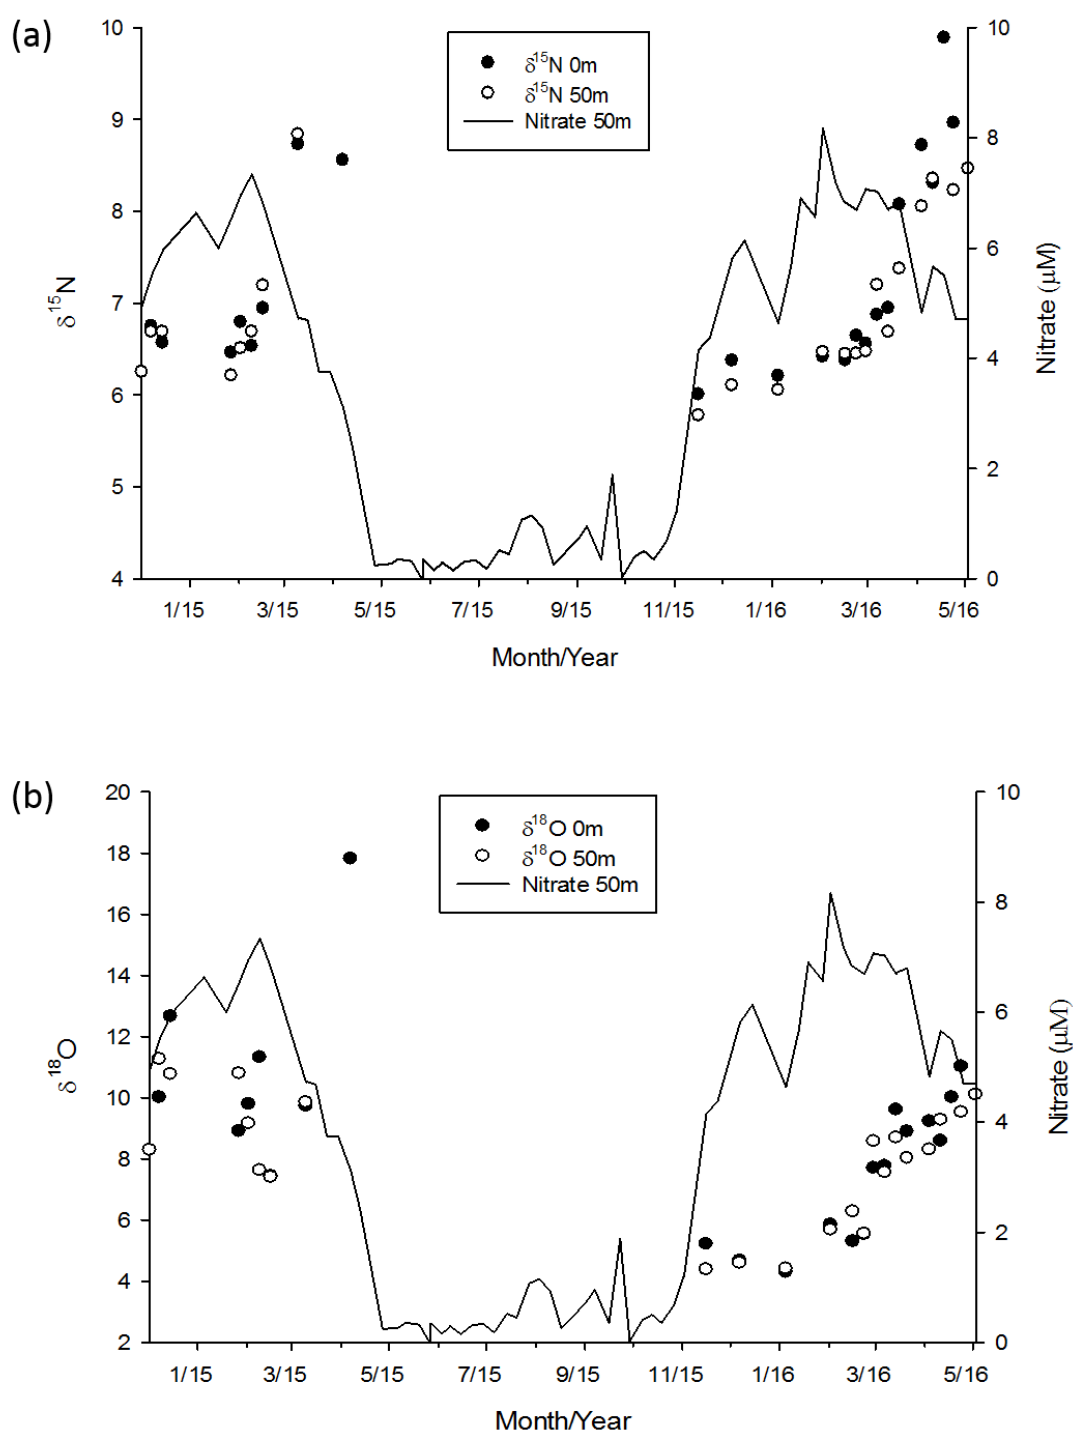 (a)
δ15N 0m
δ15N 50m
Nitrate 50m
10
9
8
7
6
5
4
δ15N
10
8
6
4
2
0
Nitrate (μM)
1/15 3/15 5/15 7/15 9/15 11/15 1/16 3/16 5/16
Month/Year
(b)
δ18O 0m
δ18O 50m
Nitrate 50m
20
18
16
14
12
10
8
6
4
2
δ18O
10
8
6
4
2
0
Nitrate (μM)
1/15 3/15 5/15 7/15 9/15 11/15 1/16 3/16 5/16
Month/Year